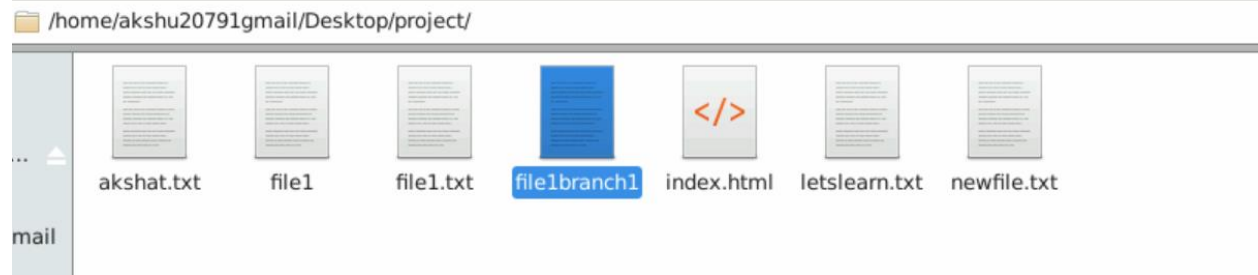 /home/akshu20791gmail/Desktop/project/
...
</>
akshat.txt file1 file1.txt file1branch1 index.html letslearn.txt newfile.txt
mail